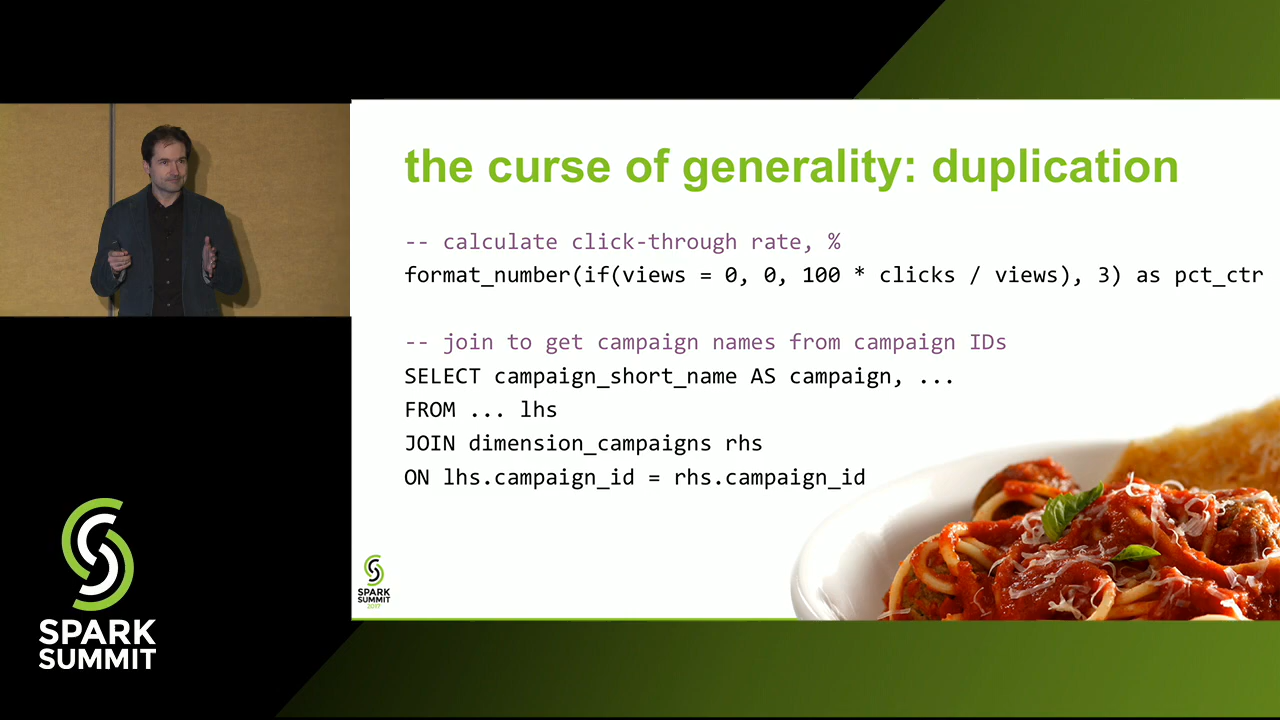 the curse of generality: duplication
-- calculate click-through rate, %
format_number(if(views = 0, 0, 100 * clicks / views), 3) as pct_ctr
-- join to get campaign names from campaign IDs
SELECT campaign_short_name AS campaign, ...
FROM ... lhs
JOIN dimension_campaigns rhs
ON lhs.campaign_id = rhs.campaign_id
SPARK
SUMMIT
2017
SPARK
SUMMIT